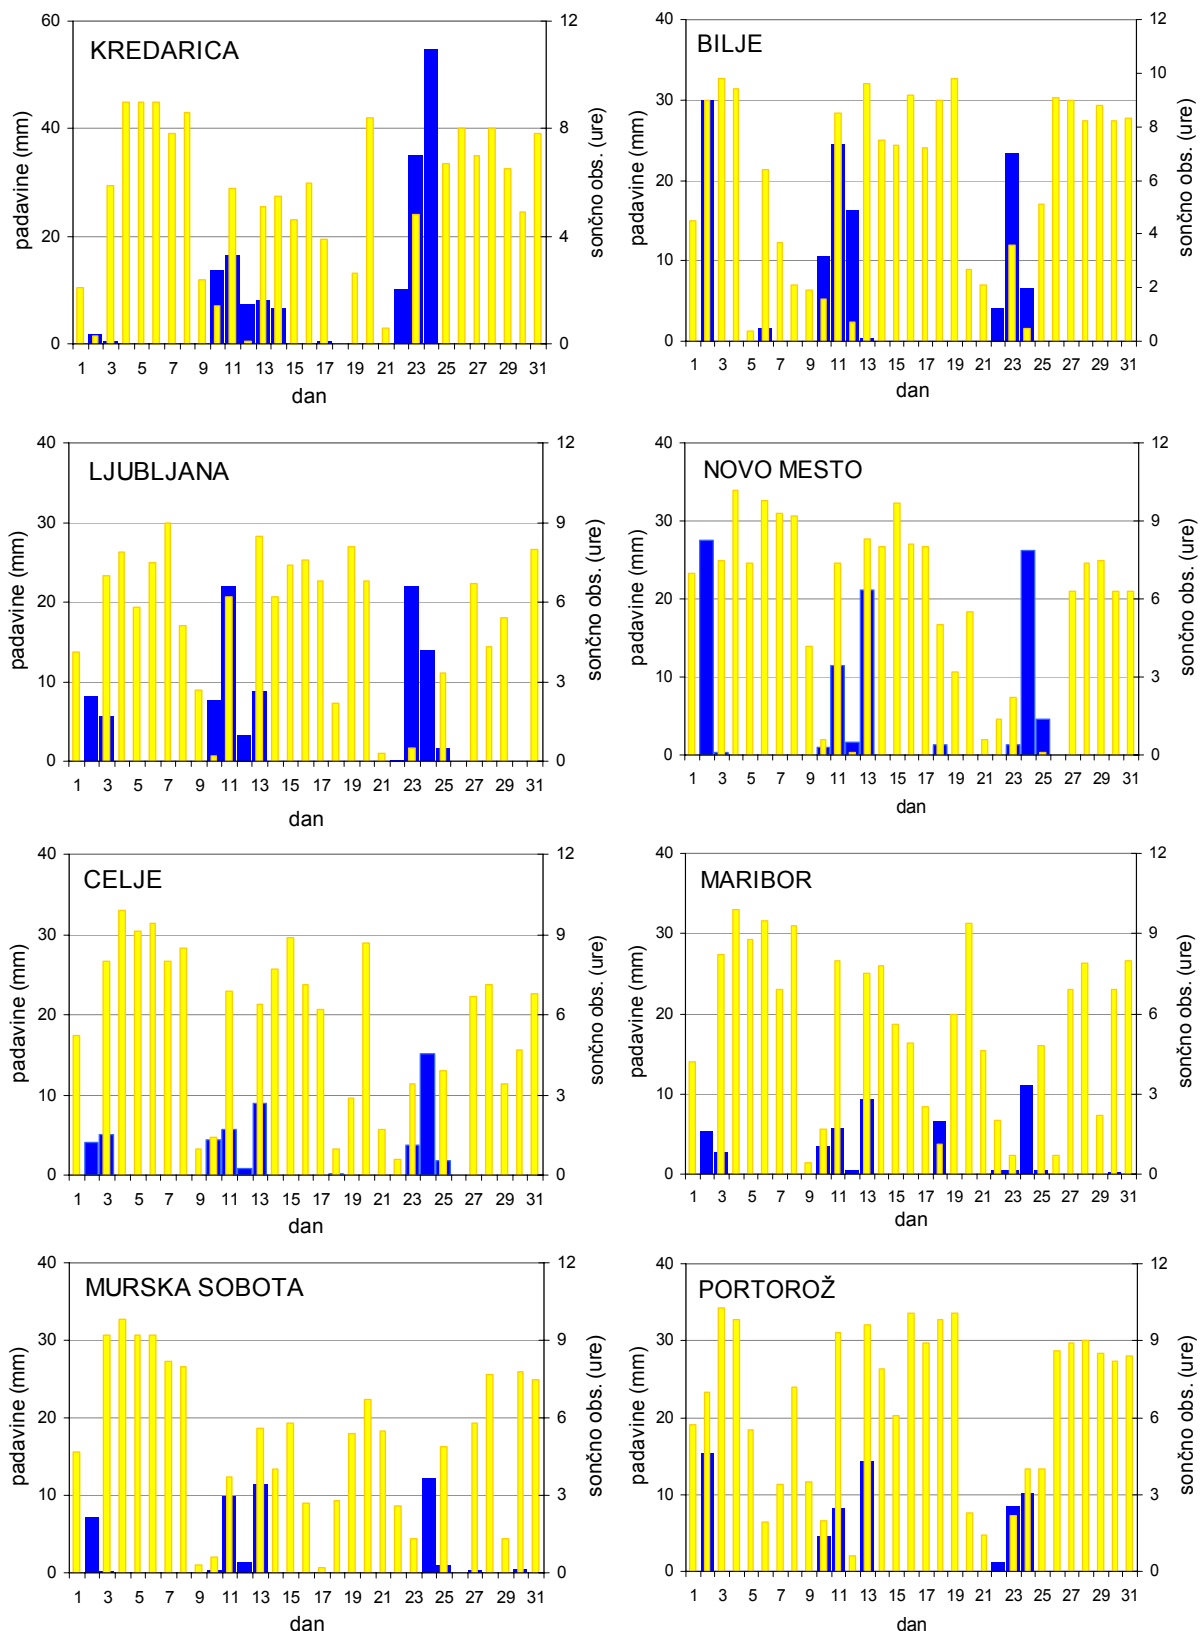 KREDARICA
padavine (mm)
60
40
20
0
12
8
4
0
sončno obs. (ure)
1 3 5 7 9 11 13 15 17 19 21 23 25 27 29 31
dan
BILJE
padavine (mm)
40
30
20
10
0
12
10
8
6
4
2
0
sončno obs. (ure)
1 3 5 7 9 11 13 15 17 19 21 23 25 27 29 31
dan
LJUBLJANA
padavine (mm)
40
30
20
10
0
12
9
6
3
0
sončno obs. (ure)
1 3 5 7 9 11 13 15 17 19 21 23 25 27 29 31
dan
NOVO MESTO
padavine (mm)
40
30
20
10
0
12
9
6
3
0
sončno obs. (ure)
1 3 5 7 9 11 13 15 17 19 21 23 25 27 29 31
dan
CELJE
padavine (mm)
40
30
20
10
0
12
9
6
3
0
sončno obs. (ure)
1 3 5 7 9 11 13 15 17 19 21 23 25 27 29 31
dan
MARIBOR
padavine (mm)
40
30
20
10
0
12
9
6
3
0
sončno obs. (ure)
1 3 5 7 9 11 13 15 17 19 21 23 25 27 29 31
dan
MURSKA SOBOTA
padavine (mm)
40
30
20
10
0
12
9
6
3
0
sončno obs. (ure)
1 3 5 7 9 11 13 15 17 19 21 23 25 27 29 31
dan
PORTOROŽ
padavine (mm)
40
30
20
10
0
12
9
6
3
0
sončno obs. (ure)
1 3 5 7 9 11 13 15 17 19 21 23 25 27 29 31
dan